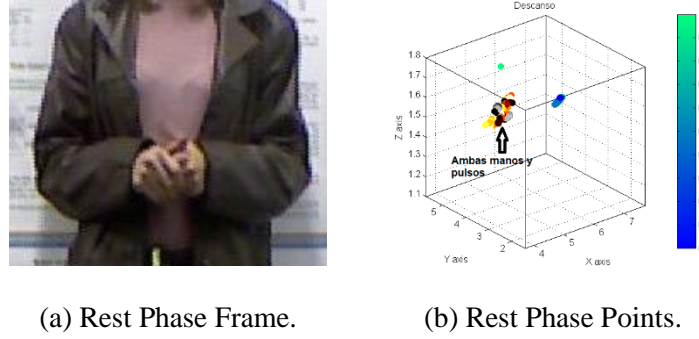 Descanso
1.8
1.7
1.6
1.5
1.4
1.3
1.2
1.1
Z axis
Ambas manos y
pulsos
5
4
3
2
Y axis
4
5
6
7
X axis
(a) Rest Phase Frame.
(b) Rest Phase Points.